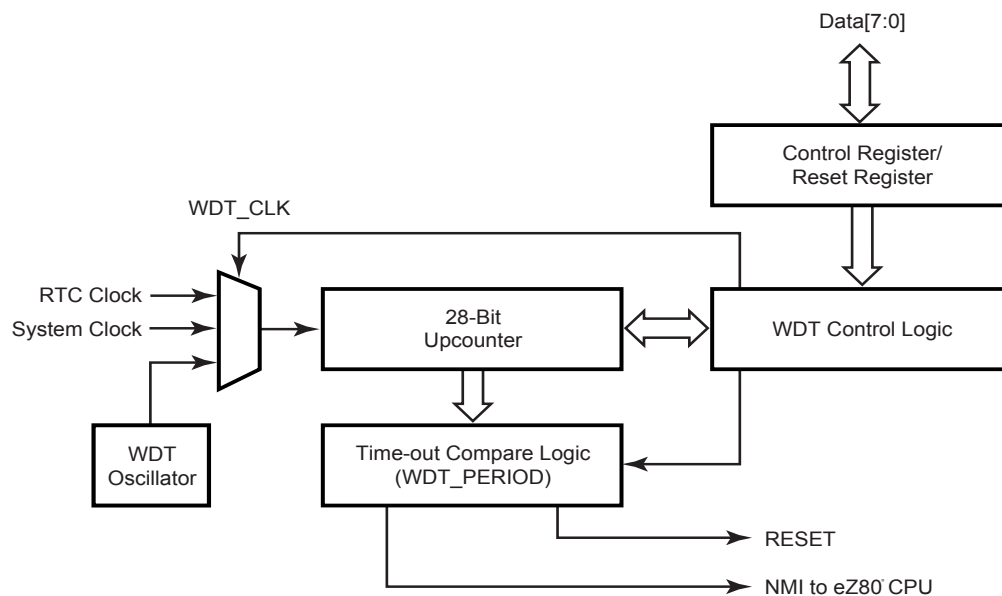 Data[7:0]
Control Register/
Reset Register
WDT_CLK
RTC Clock
System Clock
28-Bit
Upcounter
WDT Control Logic
WDT
Oscillator
Time-out Compare Logic
(WDT_PERIOD)
RESET
NMI to eZ80 CPU